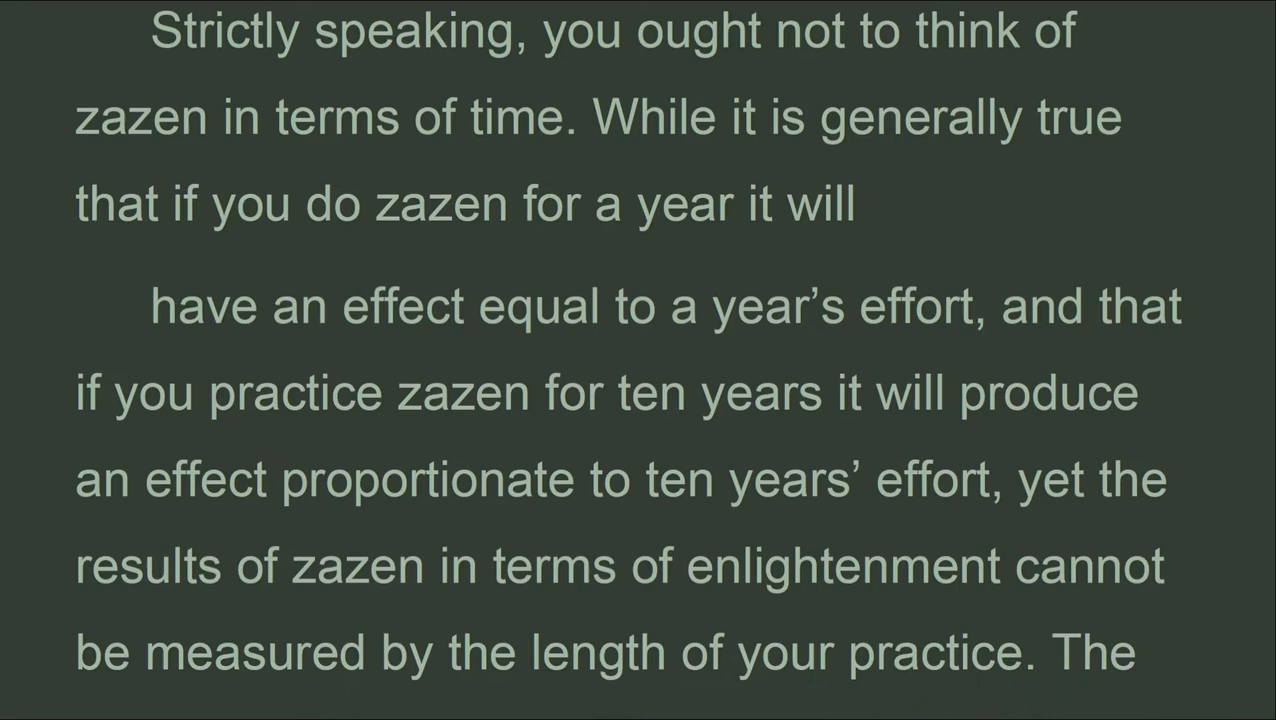 Strictly speaking, you ought not to think of
zazen in terms of time. While it is generally true
that if you do zazen for a year it will
have an effect equal to a year’s effort, and that
if you practice zazen for ten years it will produce
an effect proportionate to ten years’ effort, yet the
results of zazen in terms of enlightenment cannot
be measured by the length of your practice. The